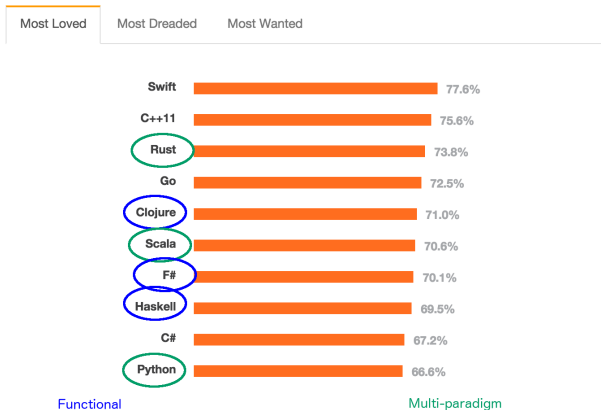 Most Loved Most Dreaded Most Wanted
Swift 77.6%
C++11 75.6%
Rust 73.8%
Go 72.5%
Clojure 71.0%
Scala 70.6%
F# 70.1%
Haskell 69.5%
C# 67.2%
Python 66.6%
Functional Multi-paradigm